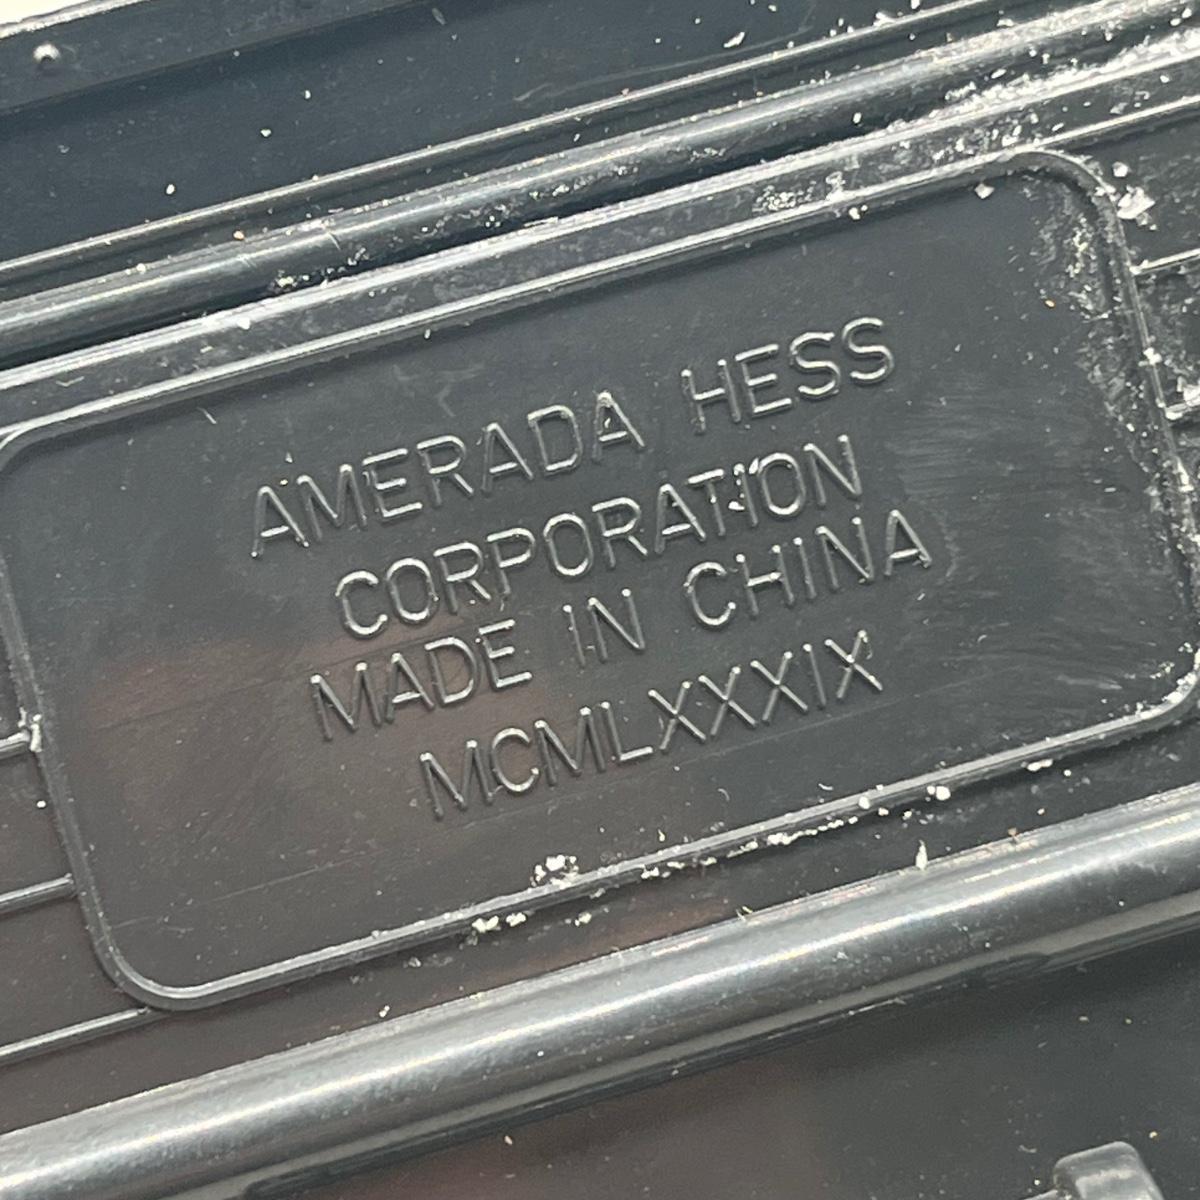 AMERADA HESS
CORPORATION
MADE IN CHINA
MCMLXXXIX